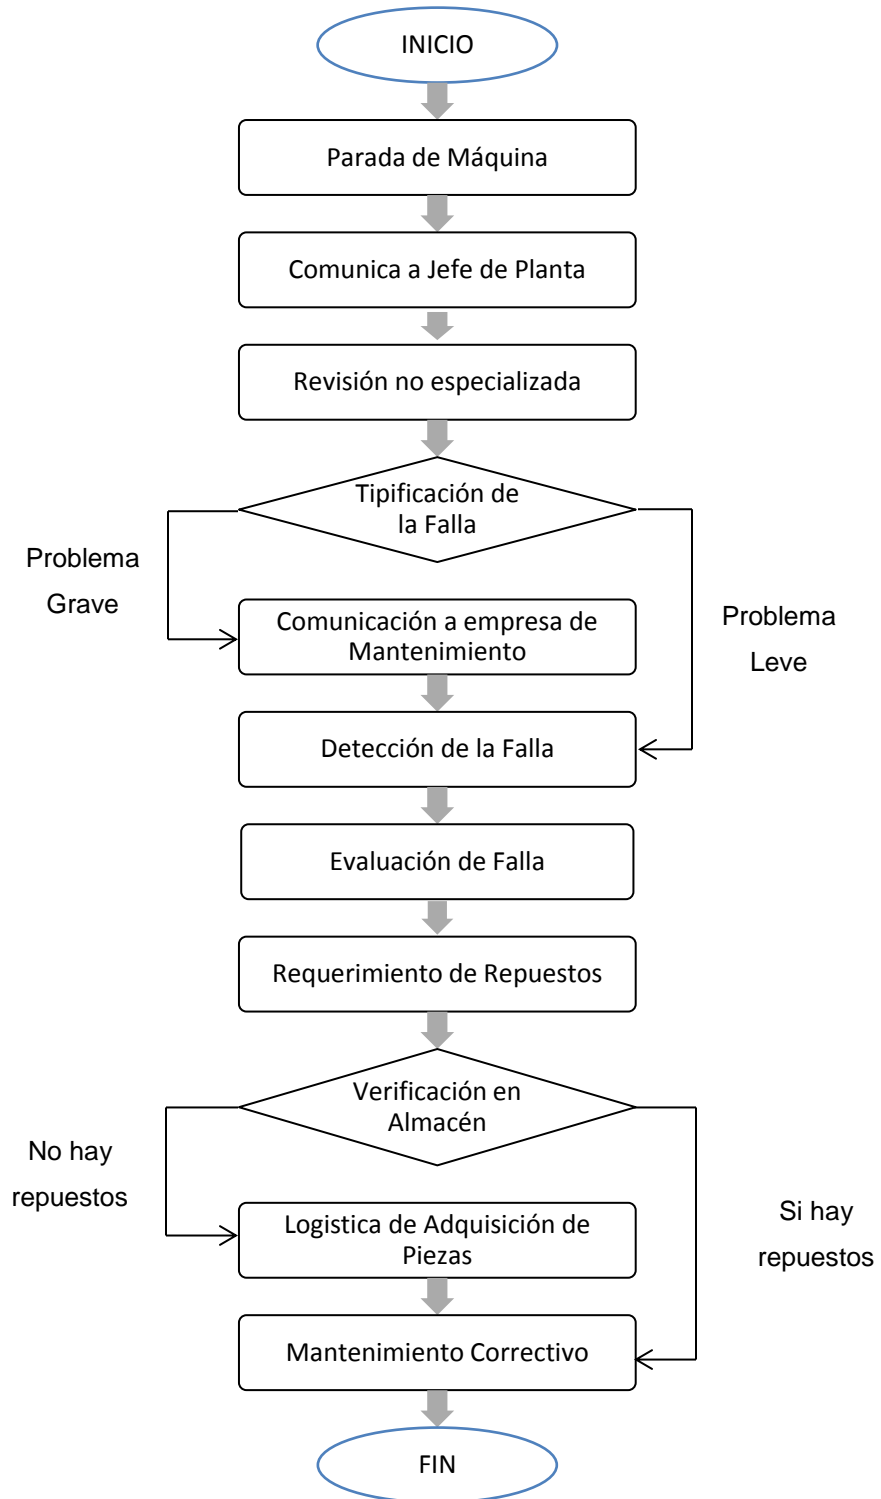 INICIO
Parada de Máquina
Comunica a Jefe de Planta
Revisión no especializada
Tipificación de
la Falla
Problema
Grave
Comunicación a empresa de
Mantenimiento
Problema
Leve
Detección de la Falla
Evaluación de Falla
Requerimiento de Repuestos
Verificación en
Almacén
No hay
repuestos
Logistica de Adquisición de
Piezas
Si hay
repuestos
Mantenimiento Correctivo
FIN